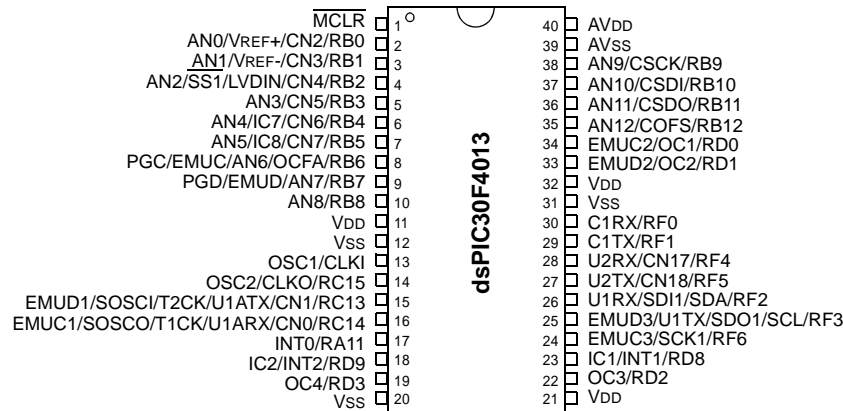 MCLR 1 40 AVDD
AN0/VREF+/CN2/RB0 2 39 AVSS
AN1/VREF-/CN3/RB1 3 38 AN9/CSCK/RB9
AN2/SS1/LVDIN/CN4/RB2 4 37 AN10/CSDI/RB10
AN3/CN5/RB3 5 36 AN11/CSDO/RB11
AN4/IC7/CN6/RB4 6 35 AN12/COFS/RB12
AN5/IC8/CN7/RB5 7 34 EMUC2/OC1/RD0
PGC/EMUC/AN6/OCFA/RB6 8 33 EMUD2/OC2/RD1
PGD/EMUD/AN7/RB7 9 32 VDD
AN8/RB8 10 31 VSS
VDD 11 30 C1RX/RF0
VSS 12 29 C1TX/RF1
OSC1/CLKI 13 28 U2RX/CN17/RF4
OSC2/CLKO/RC15 14 27 U2TX/CN18/RF5
EMUD1/SOSCI/T2CK/U1ATX/CN1/RC13 15 26 U1RX/SDI1/SDA/RF2
EMUC1/SOSCO/T1CK/U1ARX/CN0/RC14 16 25 EMUD3/U1TX/SDO1/SCL/RF3
INT0/RA11 17 24 EMUC3/SCK1/RF6
IC2/INT2/RD9 18 23 IC1/INT1/RD8
OC4/RD3 19 22 OC3/RD2
VSS 20 21 VDD
dsPIC30F4013